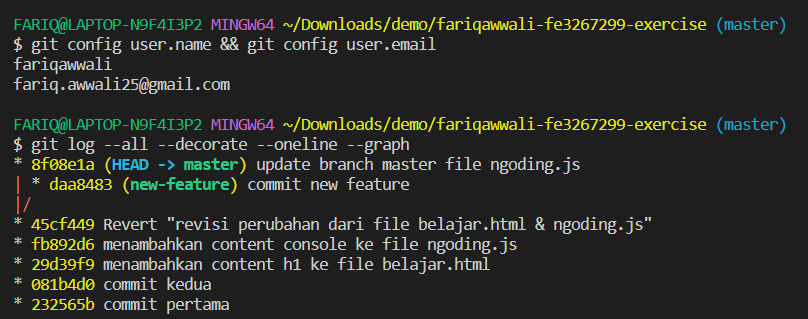 FARIQ@LAPTOP-N9F4I3P2 MINGW64 ~/Downloads/demo/fariqawwali-fe3267299-exercise (master)
$ git config user.name && git config user.email
fariqawwali
fariq.awwali25@gmail.com
FARIQ@LAPTOP-N9F4I3P2 MINGW64 ~/Downloads/demo/fariqawwali-fe3267299-exercise (master)
$ git log --all --decorate --oneline --graph
* 8f08e1a (HEAD -> master) update branch master file ngoding.js
| * daa8483 (new-feature) commit new feature
|/
* 45cf449 Revert "revisi perubahan dari file belajar.html & ngoding.js"
* fb892d6 menambahkan content console ke file ngoding.js
* 29d39f9 menambahkan content h1 ke file belajar.html
* 081b4d0 commit kedua
* 232565b commit pertama